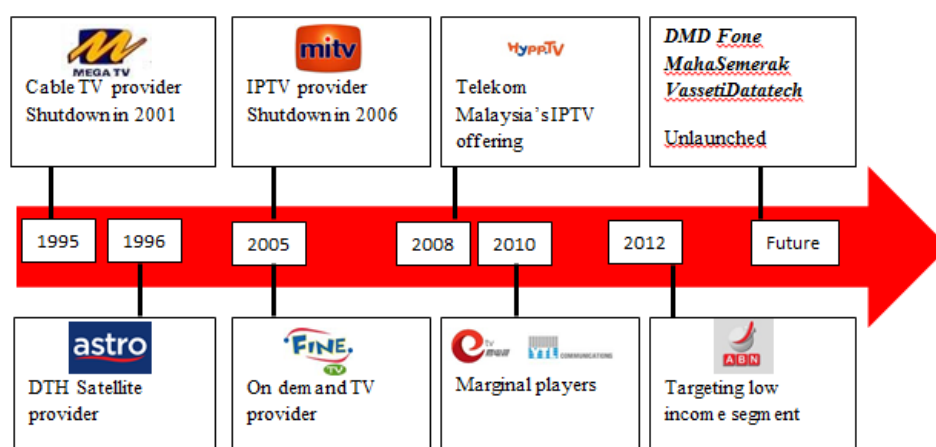 MEGA TV
Cable TV provider
Shutdown in 2001
mitv
IPTV provider
Shutdown in 2006
HyppTV
Telekom
Malaysia's IPTV
offering
DMD Fone
MahaSemerak
VassetiDatatech
Unlaunched
1995
1996
2005
2008
2010
2012
Future
astro
DTH Satellite
provider
FINE
TV
On demand TV
provider
e tv
YTL COMMUNICATIONS
Marginal players
ABN
Targeting low
income segment